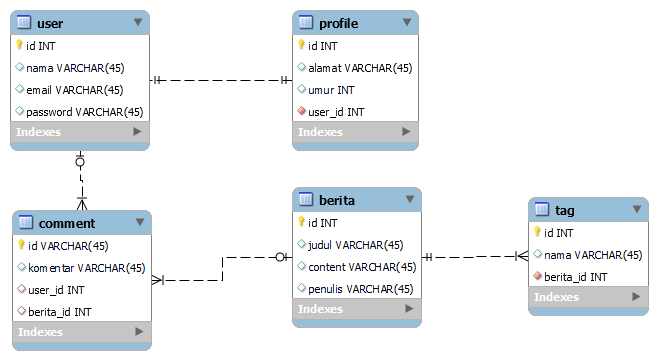 user
id INT
nama VARCHAR(45)
email VARCHAR(45)
password VARCHAR(45)
Indexes
profile
id INT
alamat VARCHAR(45)
umur INT
user_id INT
Indexes
comment
id VARCHAR(45)
komentar VARCHAR(45)
user_id INT
berita_id INT
Indexes
berita
id INT
judul VARCHAR(45)
content VARCHAR(45)
penulis VARCHAR(45)
Indexes
tag
id INT
nama VARCHAR(45)
berita_id INT
Indexes